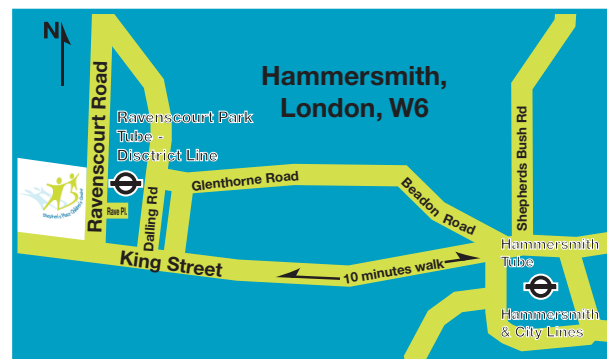 N
Hammersmith,
London, W6
Ravenscourt Road
Ravenscourt Park
Tube -
Disctrict Line
Rave Pl.
Dalling Rd
Glenthorne Road
Beadon Road
Shepherds Bush Rd
King Street
10 minutes walk
Hammersmith
Tube
Hammersmith
& City Lines